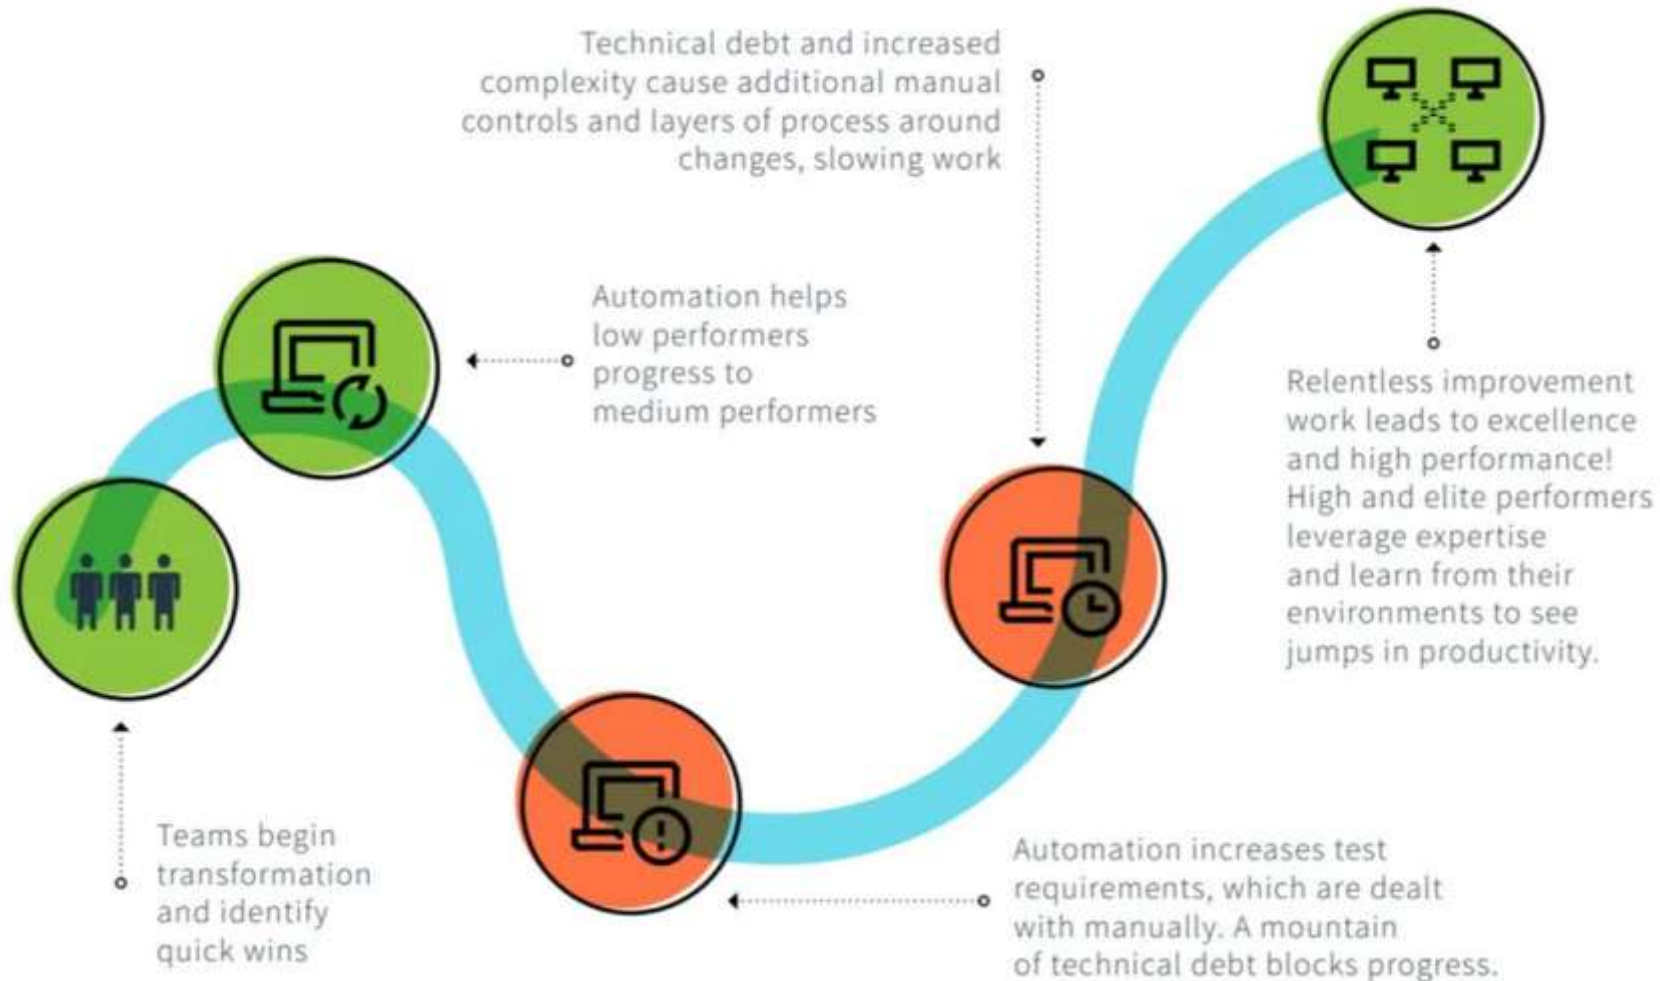 Technical debt and increased
complexity cause additional manual
controls and layers of process around
changes, slowing work
Automation helps
low performers
progress to
medium performers
Relentless improvement
work leads to excellence
and high performance!
High and elite performers
leverage expertise
and learn from their
environments to see
jumps in productivity.
Teams begin
transformation
and identify
quick wins
Automation increases test
requirements, which are dealt
with manually. A mountain
of technical debt blocks progress.